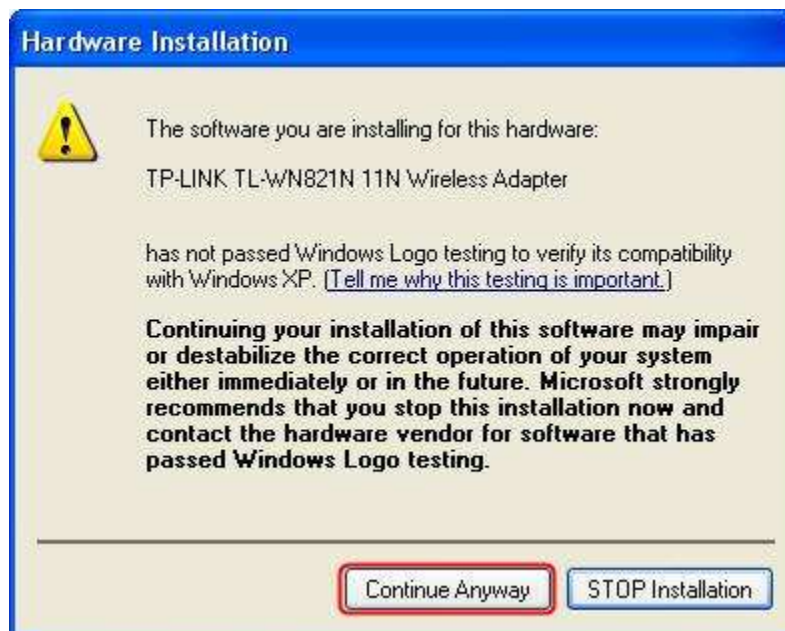 Hardware Installation
The software you are installing for this hardware:
TP-LINK TL-WN821N 11N Wireless Adapter
has not passed Windows Logo testing to verify its compatibility
with Windows XP. (Tell me why this testing is important.)
Continuing your installation of this software may impair
or destabilize the correct operation of your system
either immediately or in the future. Microsoft strongly
recommends that you stop this installation now and
contact the hardware vendor for software that has
passed Windows Logo testing.
Continue Anyway STOP Installation